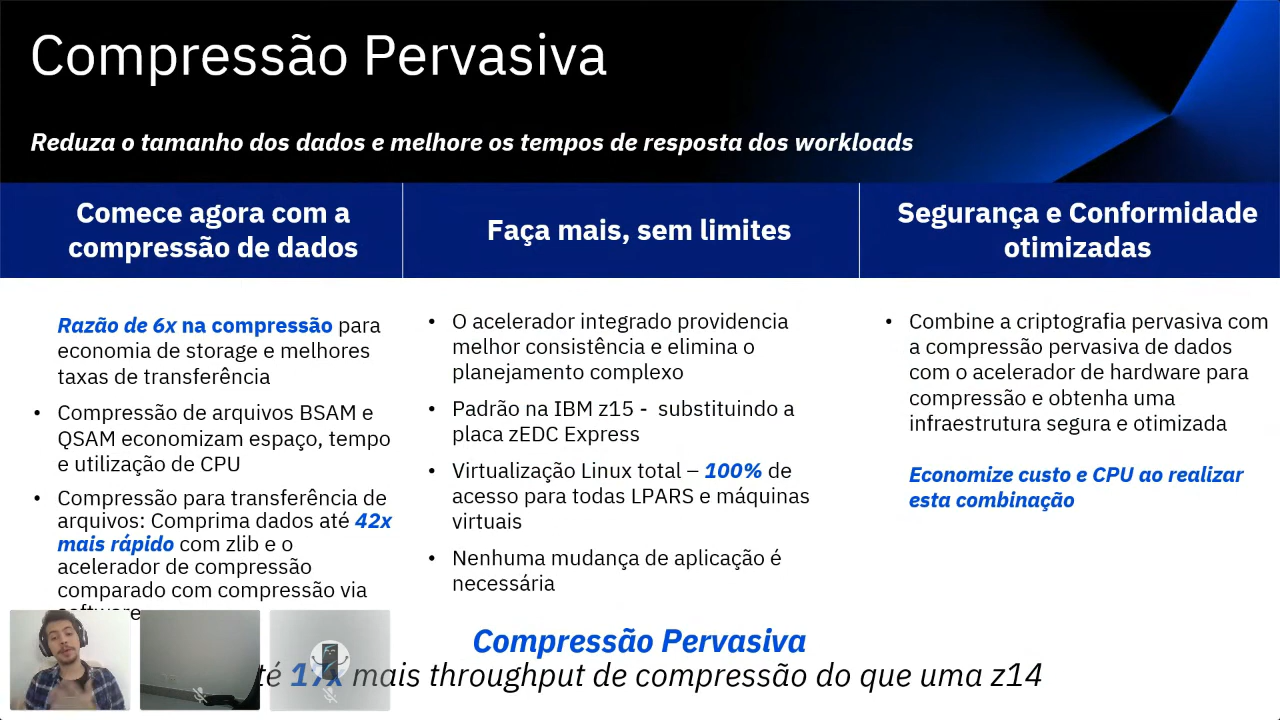 Compressão Pervasiva
Reduza o tamanho dos dados e melhore os tempos de resposta dos workloads
Comece agora com a
compressão de dados
Razão de 6x na compressão para
economia de storage e melhores
taxas de transferência
• Compressão de arquivos BSAM e
QSAM economizam espaço, tempo
e utilização de CPU
• Compressão para transferência de
arquivos: Comprima dados até 42x
mais rápido com zlib e o
acelerador de compressão
comparado com compressão via
software
Faça mais, sem limites
• O acelerador integrado providencia
melhor consistência e elimina o
planejamento complexo
• Padrão na IBM z15 - substituindo a
placa zEDC Express
• Virtualização Linux total – 100% de
acesso para todas LPARS e máquinas
virtuais
• Nenhuma mudança de aplicação é
necessária
Segurança e Conformidade
otimizadas
• Combine a criptografia pervasiva com
a compressão pervasiva de dados
com o acelerador de hardware para
compressão e obtenha uma
infraestrutura segura e otimizada
Economize custo e CPU ao realizar
esta combinação
Compressão Pervasiva
té 17x mais throughput de compressão do que uma z14